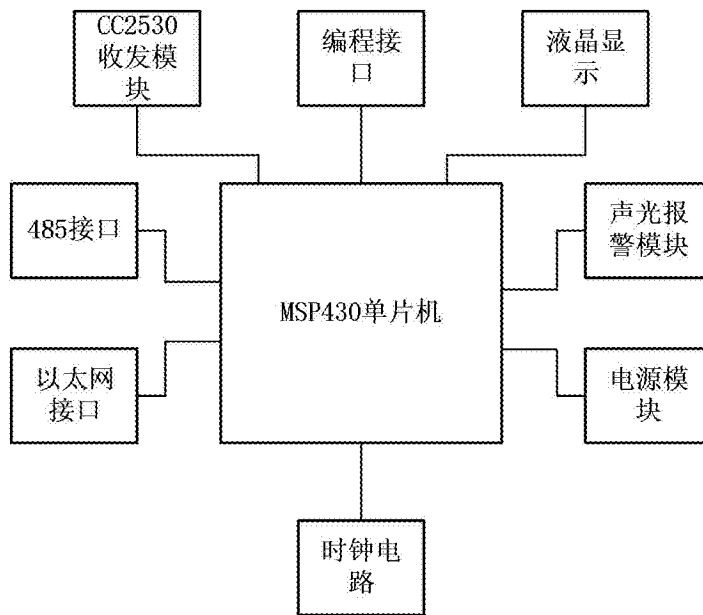 CC2530
收发模
块
编程接
口
液晶显
示
485接口
声光报
警模块
MSP430单片机
以太网
接口
电源模
块
时钟电
路